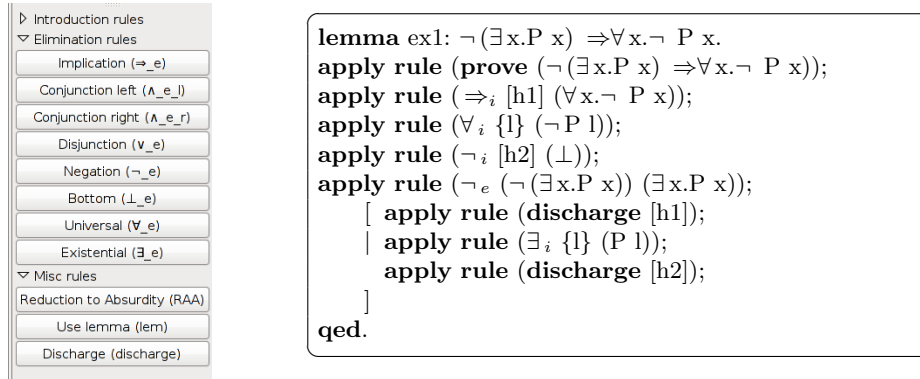 Introduction rules
Elimination rules
Implication (⇒_e)
Conjunction left (∧_e_l)
Conjunction right (∧_e_r)
Disjunction (∨_e)
Negation (¬_e)
Bottom (⊥_e)
Universal (∀_e)
Existential (∃_e)
Misc rules
Reduction to Absurdity (RAA)
Use lemma (lem)
Discharge (discharge)
lemma ex1: ¬(∃x.P x) ⇒∀x.¬ P x.
apply rule (prove (¬(∃x.P x) ⇒∀x.¬ P x));
apply rule (⇒i [h1] (∀x.¬ P x));
apply rule (∀i {l} (¬P l));
apply rule (¬i [h2] (⊥));
apply rule (¬e (¬(∃x.P x)) (∃x.P x));
[ apply rule (discharge [h1]);
| apply rule (∃i {l} (P l));
apply rule (discharge [h2]);
]
qed.